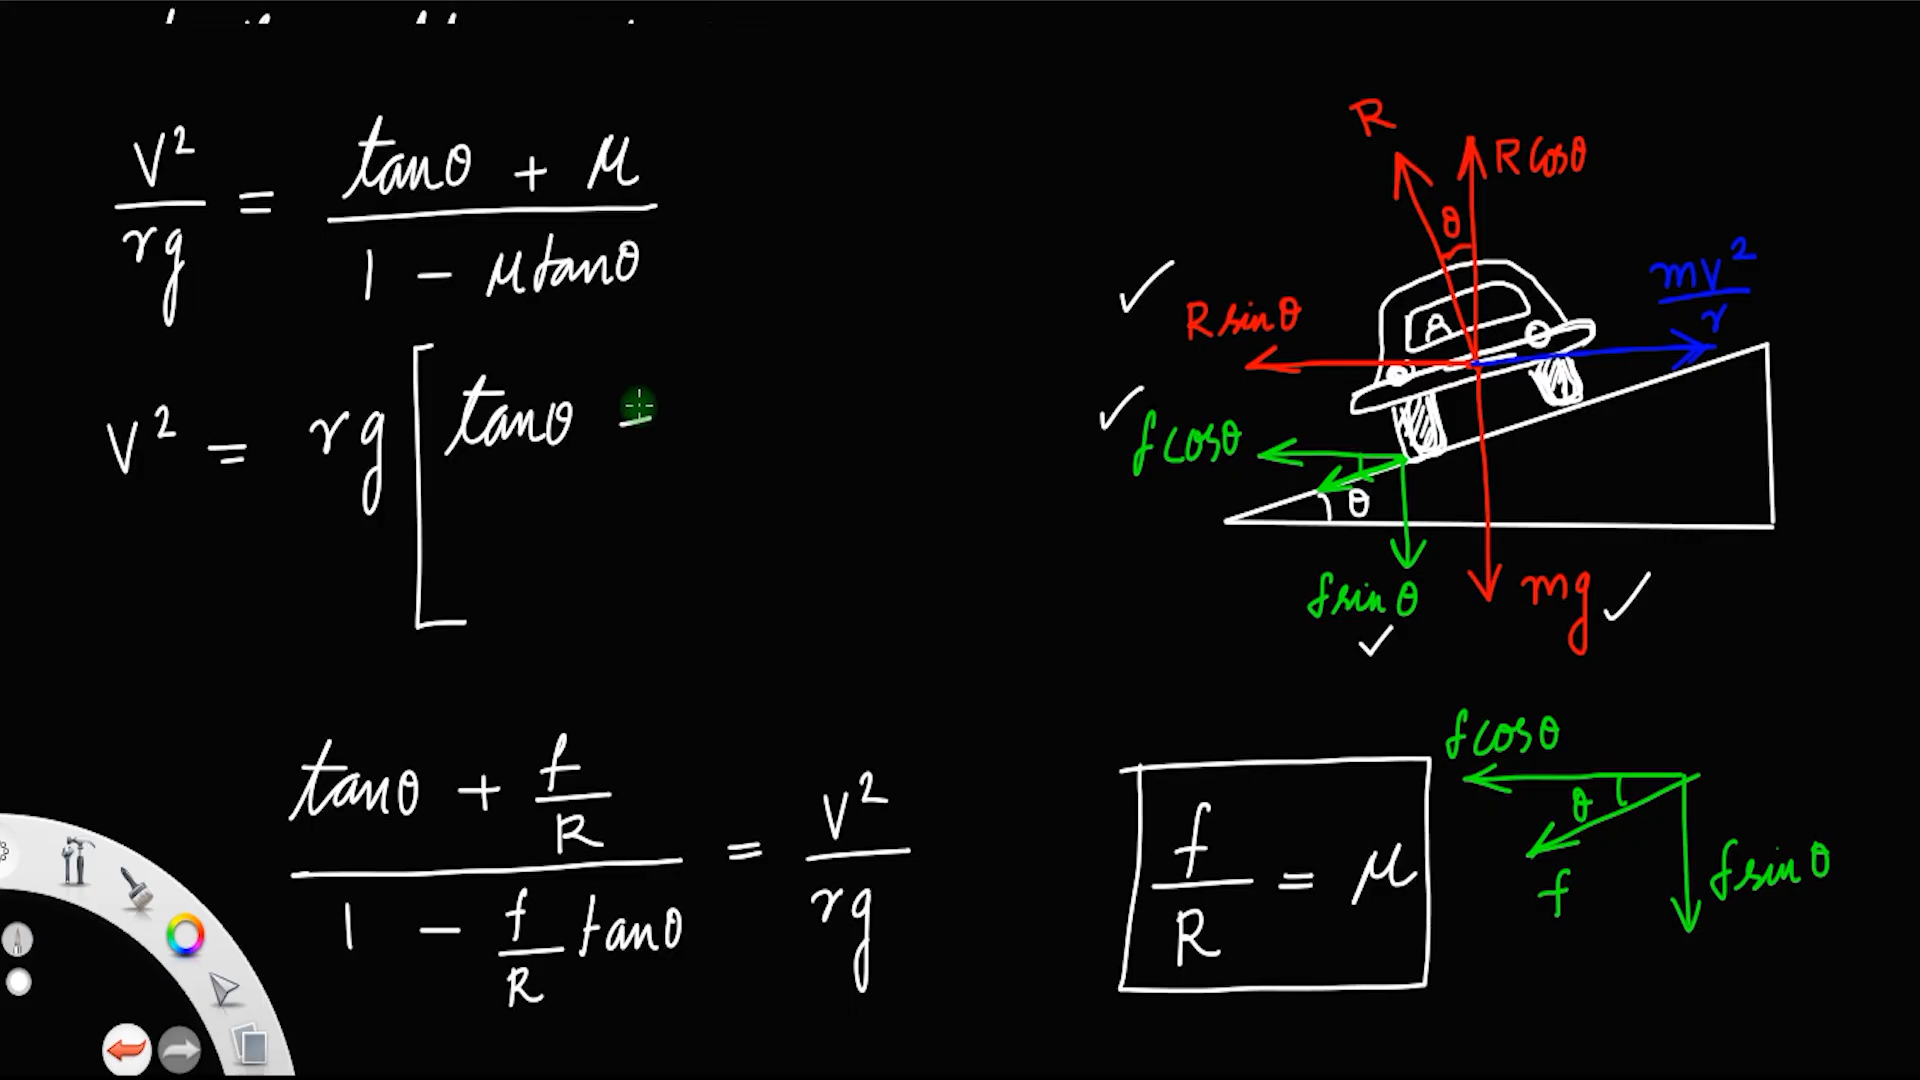 V²/rg = tanθ + μ / 1 - μtanθ
V² = rg [ tanθ
tanθ + f/R / 1 - f/R tanθ = V²/rg
R
Rcosθ
θ
mv²/r
Rsinθ
fcosθ
θ
fsinθ
mg
f/R = μ
fcosθ
θ
f
fsinθ